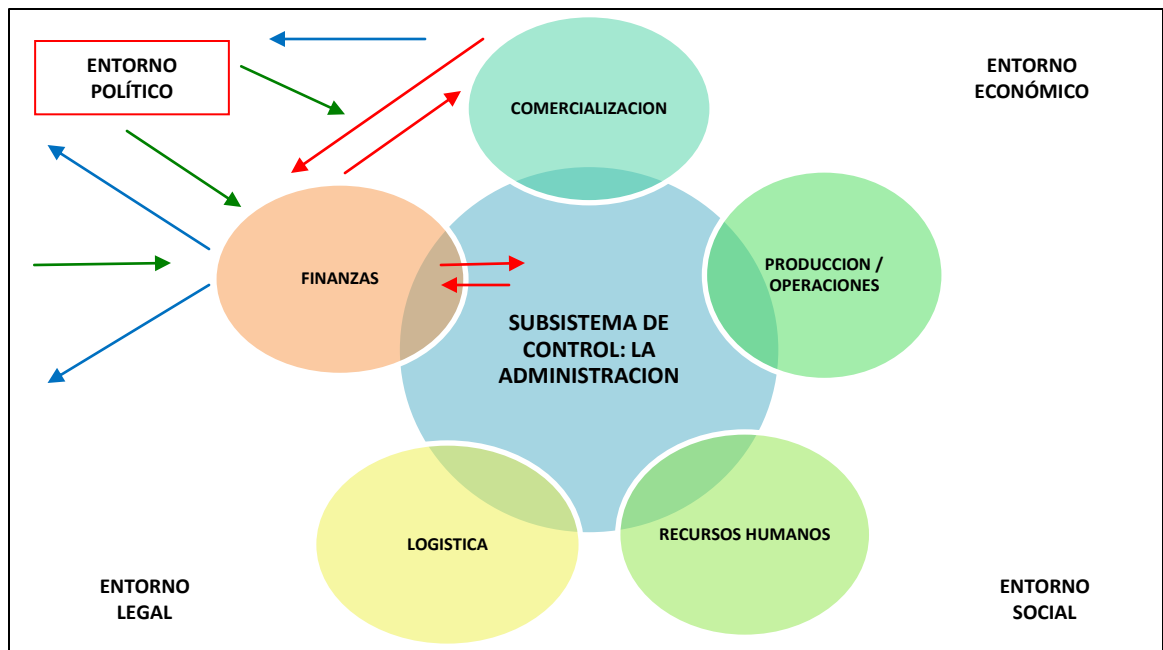 ENTORNO
POLÍTICO
COMERCIALIZACION
ENTORNO
ECONÓMICO
FINANZAS
PRODUCCION /
OPERACIONES
SUBSISTEMA DE
CONTROL: LA
ADMINISTRACION
LOGISTICA
RECURSOS HUMANOS
ENTORNO
LEGAL
ENTORNO
SOCIAL